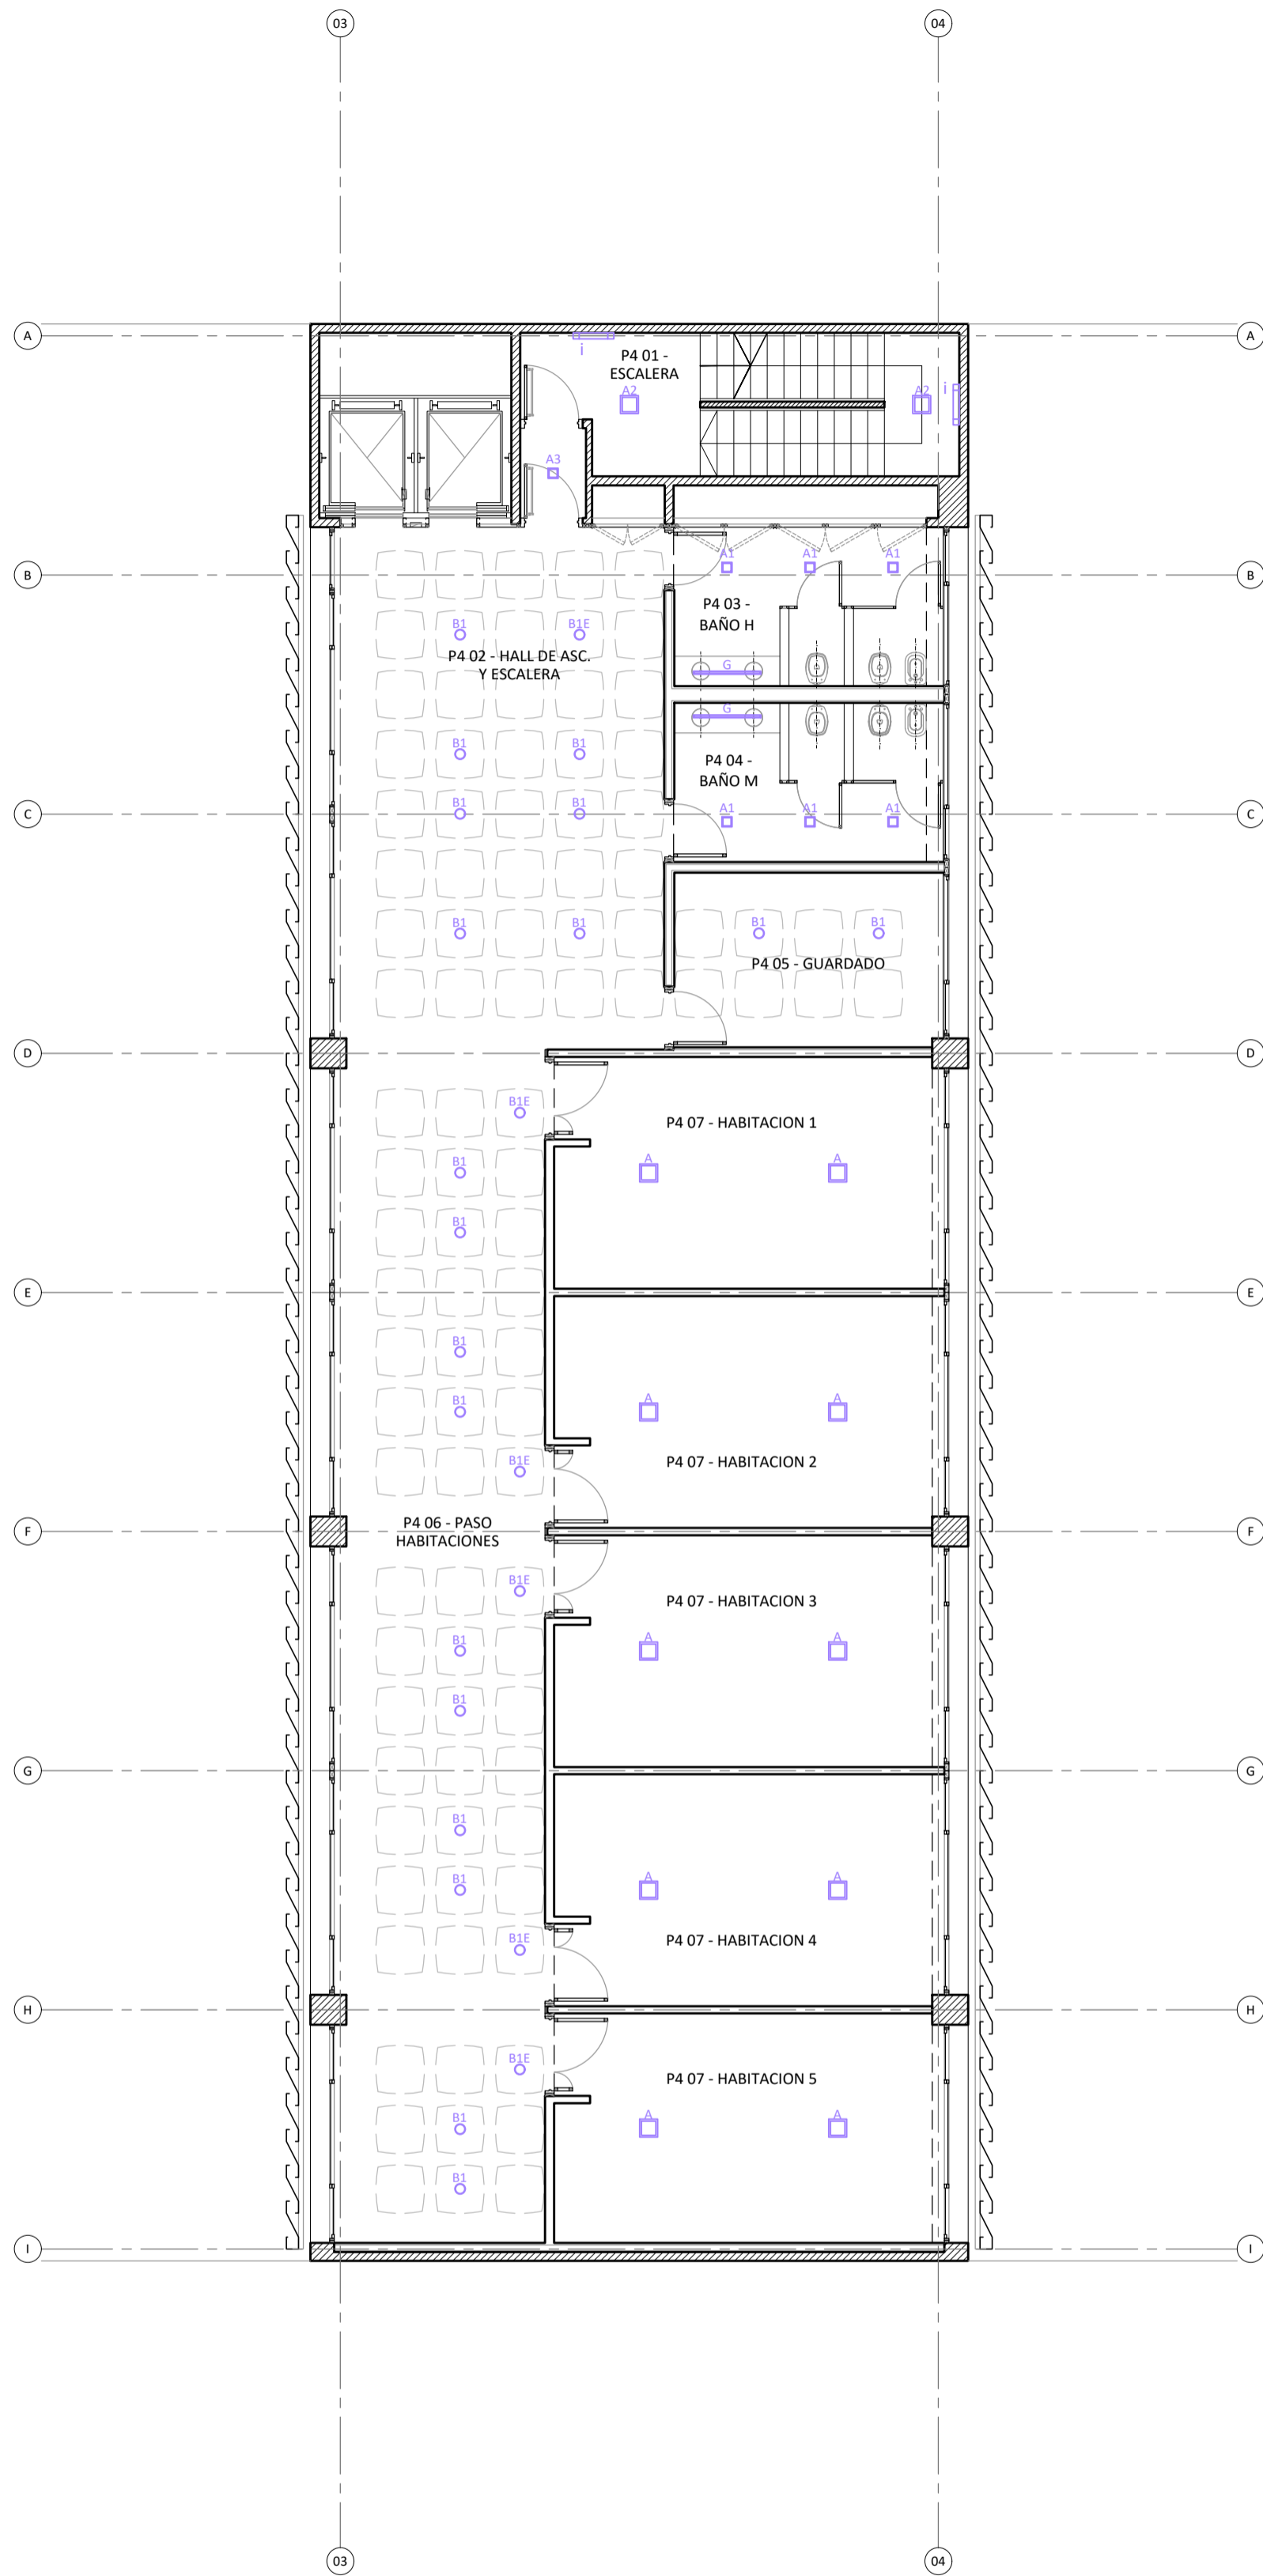 03 04
A A
i
P4 01 -
ESCALERA
i
A2 A2
A3
A1 A1 A1
B B
P4 03 -
BAÑO H
B1 B1E
P4 02 - HALL DE ASC.
Y ESCALERA
G
G
B1 B1
P4 04 -
BAÑO M
B1 B1
A1 A1 A1
C C
B1 B1 B1 B1
P4 05 - GUARDADO
D D
B1E
P4 07 - HABITACION 1
B1 A A
B1
E E
B1
B1 A A
P4 07 - HABITACION 2
B1E
P4 06 - PASO
HABITACIONES
F F
B1E
P4 07 - HABITACION 3
B1 A A
B1
G G
B1
B1 A A
P4 07 - HABITACION 4
B1E
H H
B1E
P4 07 - HABITACION 5
B1 A A
B1
I I
03 04